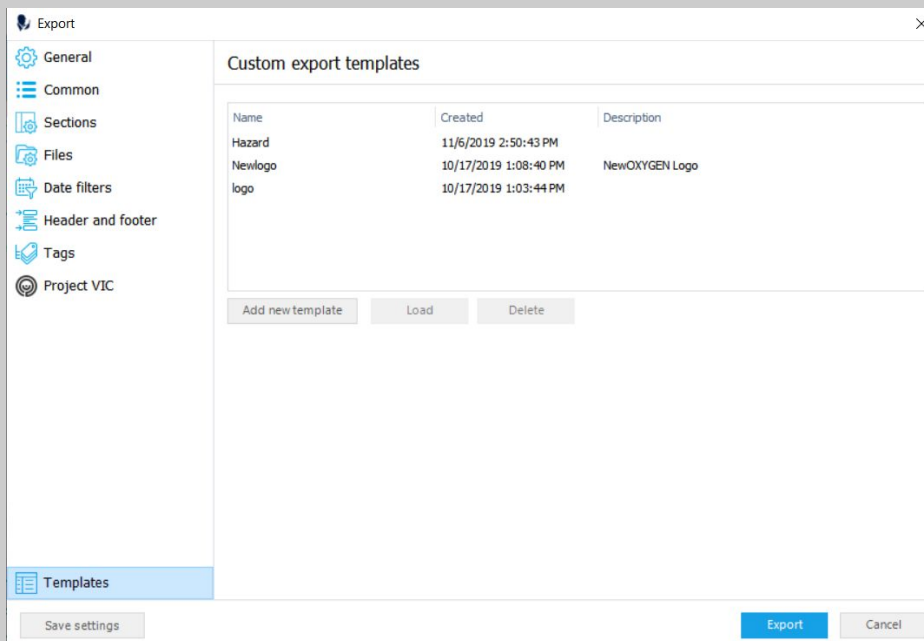 Export
General
Common
Sections
Files
Date filters
Header and footer
Tags
Project VIC
Templates
Custom export templates
Name Created Description
Hazard 11/6/2019 2:50:43 PM
Newlogo 10/17/2019 1:08:40 PM NewOXYGEN Logo
logo 10/17/2019 1:03:44 PM
Add new template Load Delete
Save settings Export Cancel